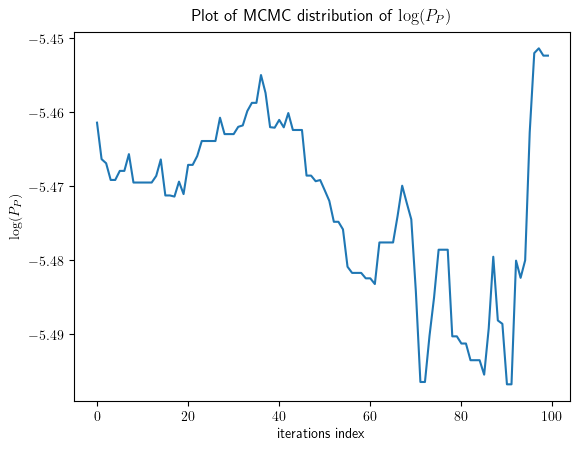 Plot of MCMC distribution of log(P_P)
−5.45
−5.46
−5.47
−5.48
−5.49
log(P_P)
0 20 40 60 80 100
iterations index